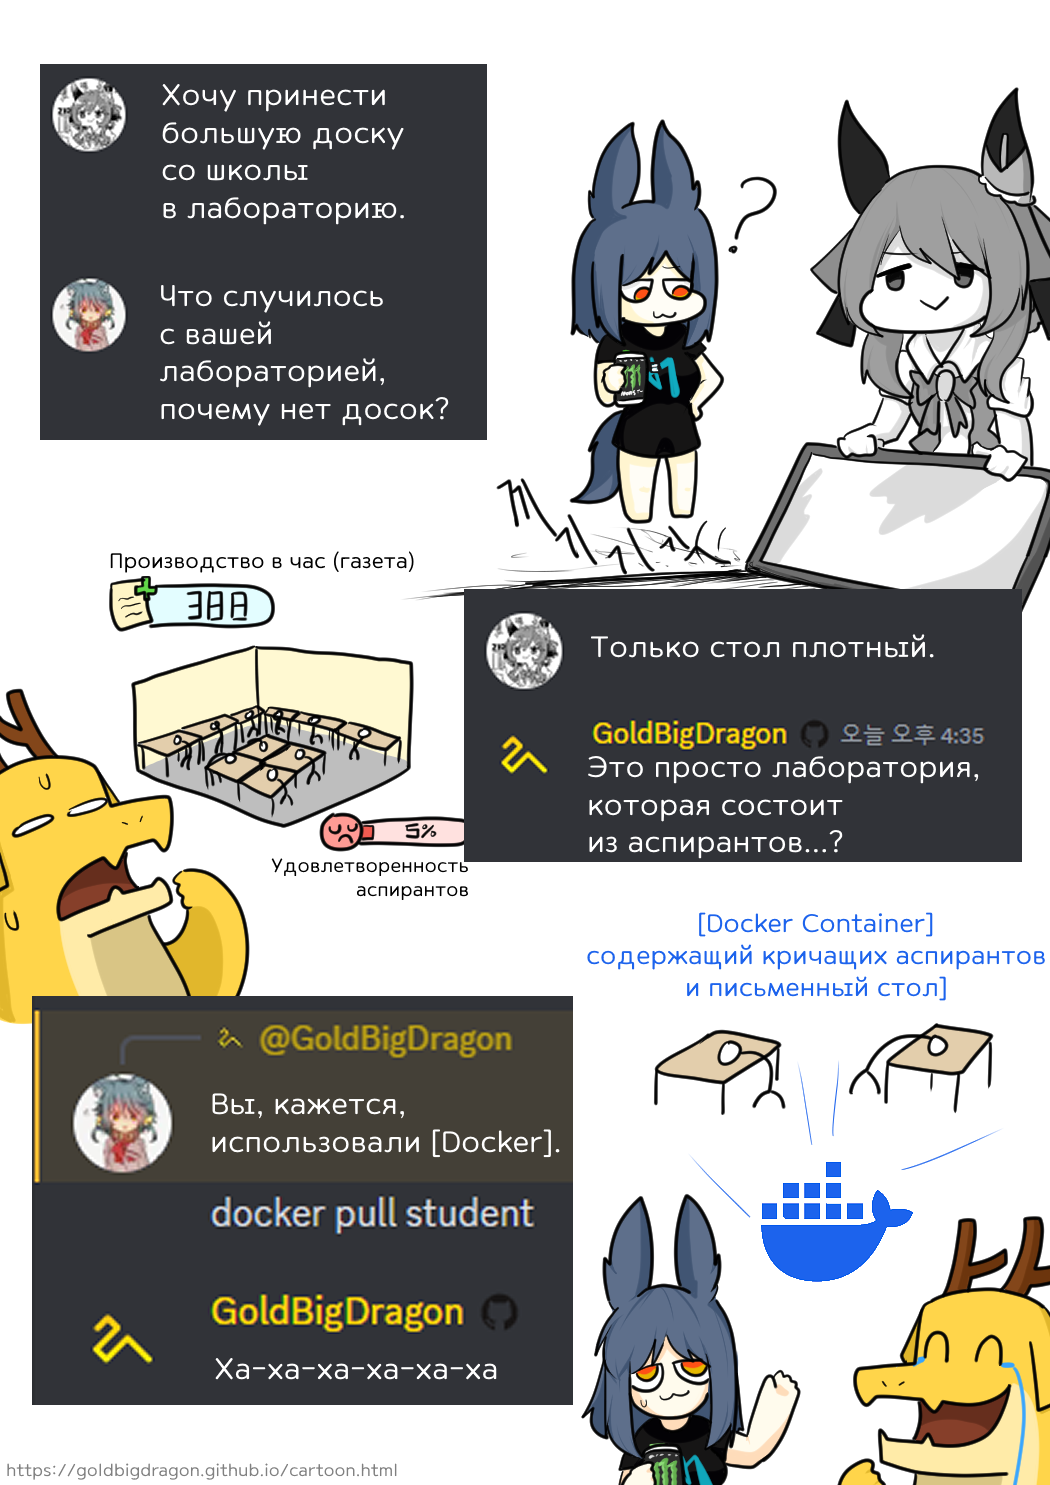 Хочу принести
большую доску
со школы
в лабораторию.
Что случилось
с вашей
лабораторией,
почему нет досок?
Производство в час (газета)
388
5%
Удовлетворенность
аспирантов
Только стол плотный.
GoldBigDragon 오늘 오후 4:35
Это просто лаборатория,
которая состоит
из аспирантов...?
[Docker Container]
содержащий кричащих аспирантов
и письменный стол]
@GoldBigDragon
Вы, кажется,
использовали [Docker].
docker pull student
GoldBigDragon
Ха-ха-ха-ха-ха-ха
https://goldbigdragon.github.io/cartoon.html